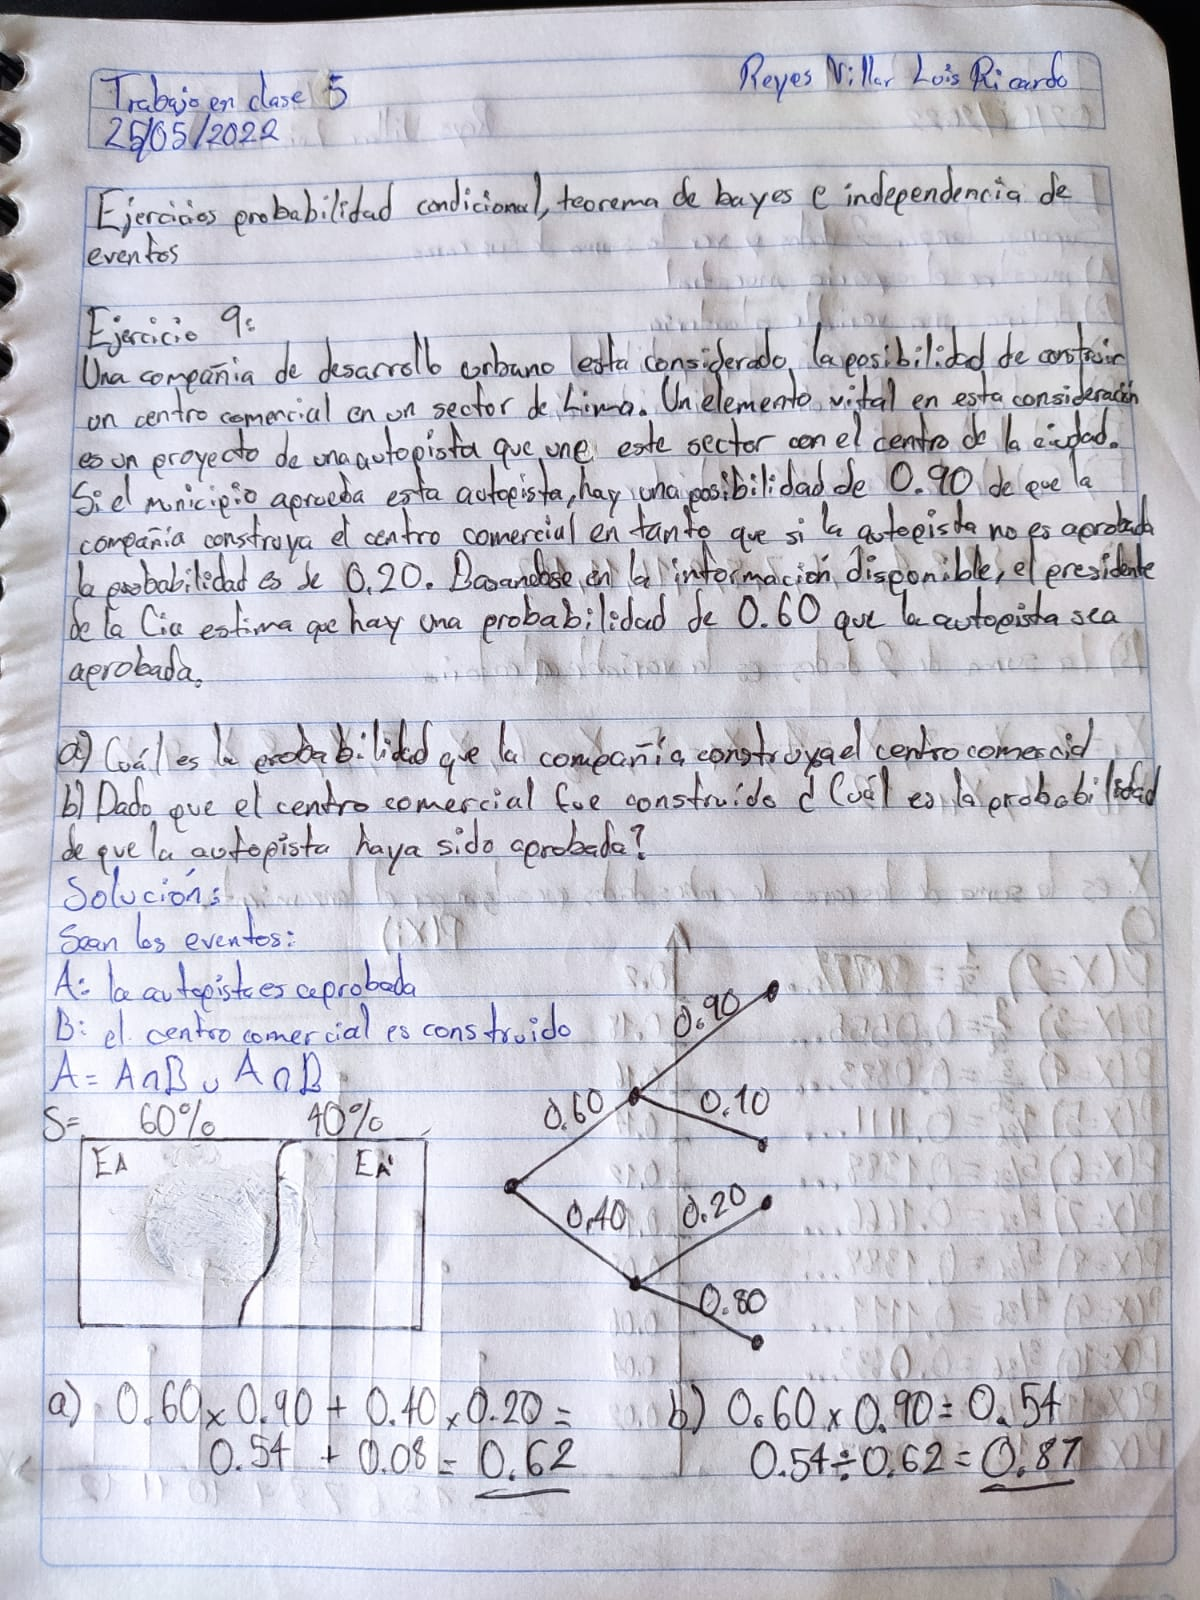 Trabajo en clase 5
Reyes Villar Luis Ricardo
25/05/2022
Ejercicios probabilidad condicional, teorema de bayes e independencia de
eventos
Ejercicio 9:
Una compañia de desarrollo urbano esta considerado la posibilidad de construir
un centro comercial en un sector de Lima. Un elemento vital en esta consideración
es un proyecto de una autopista que une este sector con el centro de la ciudad.
Si el municipio aprueba esta autopista, hay una posibilidad de 0.90 de que la
compañia construya el centro comercial en tanto que si la autopista no es aprobada
la probabilidad es de 0.20. Basandose en la información disponible, el presidente
de la Cia estima que hay una probabilidad de 0.60 que la autopista sea
aprobada.
a) Cuál es la probabilidad que la compañia construya el centro comercial
b) Dado que el centro comercial fue construido ¿Cuál es la probabilidad
de que la autopista haya sido aprobada?
Solución:
Sean los eventos:
A: la autopista es aprobada
B: el centro comercial es construido
A = A∩B ∪ A∩B
S= 60% 40%
EA EA'
0.90
0.60 0.10
0.40 0.20
0.80
a) 0.60 x 0.90 + 0.40 x 0.20 =
0.54 + 0.08 = 0.62
b) 0.60 x 0.90 = 0.54
0.54 ÷ 0.62 = 0.87